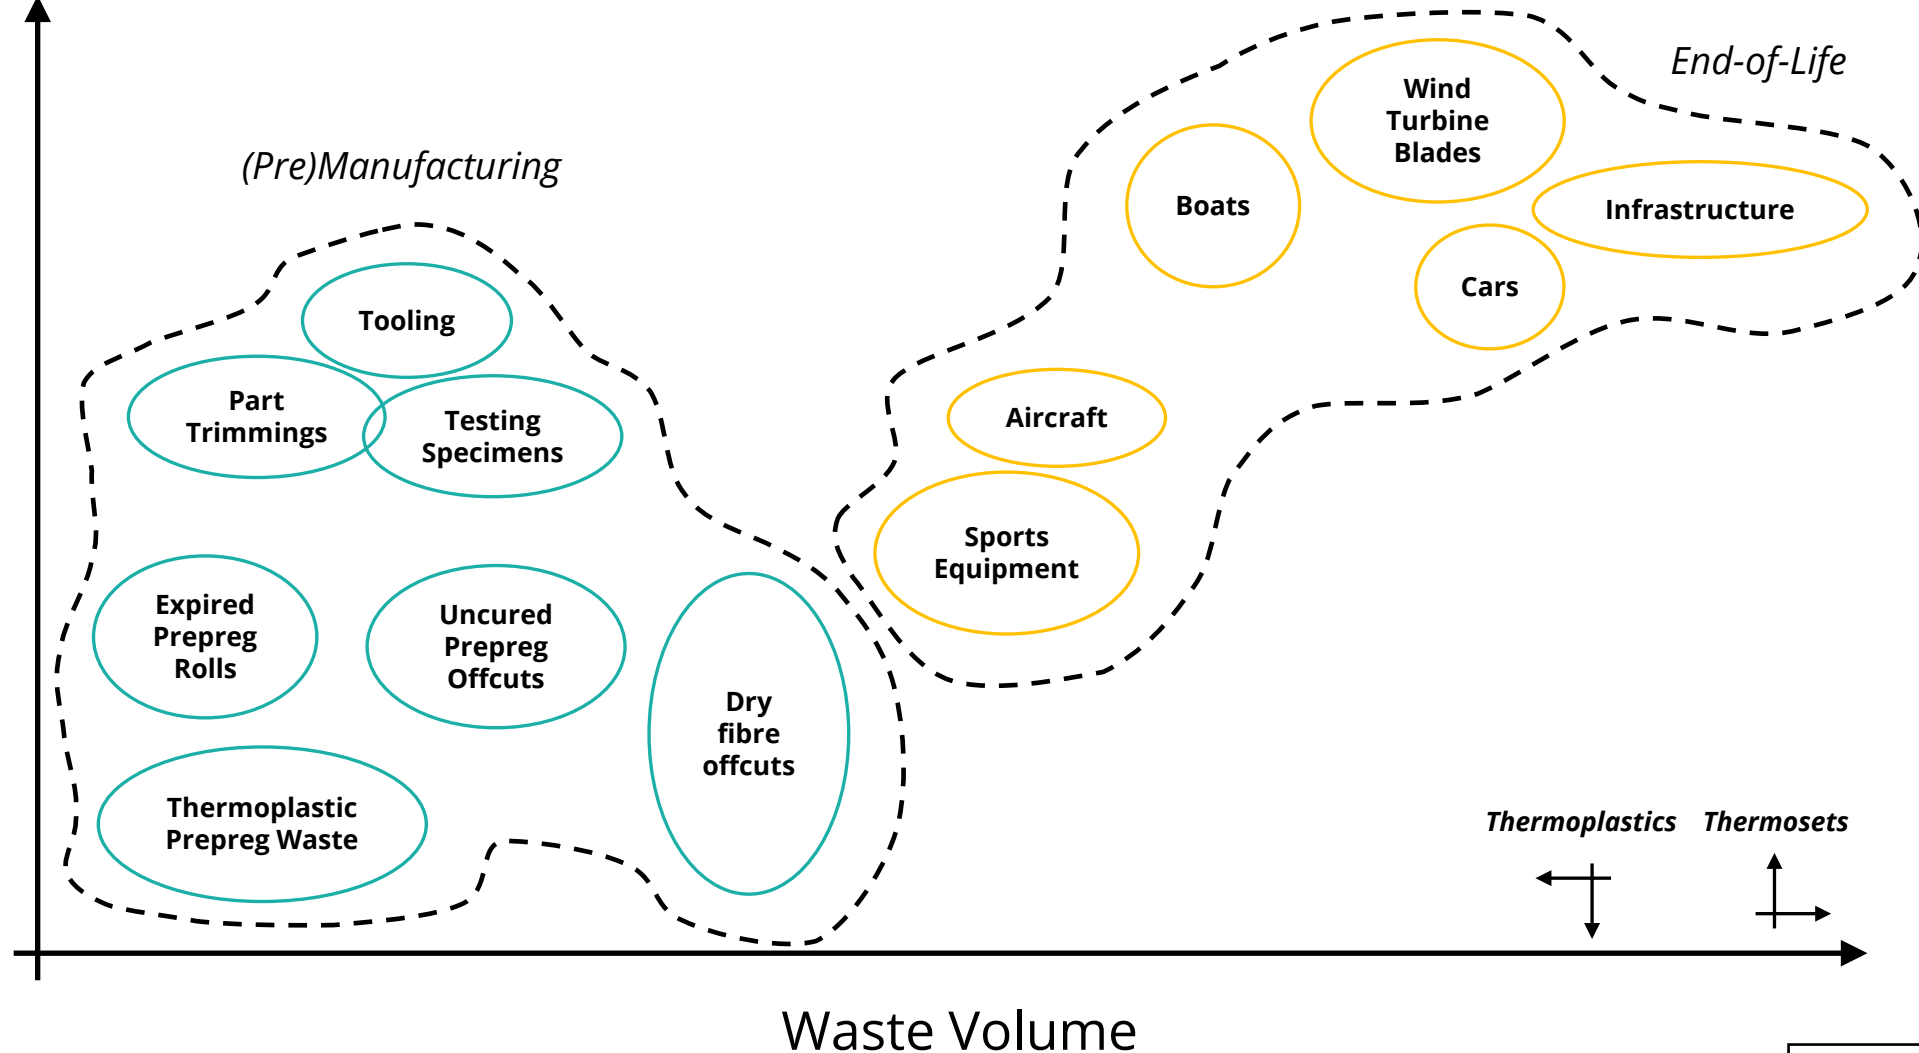 End-of-Life
(Pre)Manufacturing
Wind
Turbine
Blades
Boats
Infrastructure
Cars
Tooling
Part
Trimmings
Testing
Specimens
Aircraft
Sports
Equipment
Expired
Prepreg
Rolls
Uncured
Prepreg
Offcuts
Dry
fibre
offcuts
Thermoplastic
Prepreg Waste
Thermoplastics
Thermosets
Waste Volume